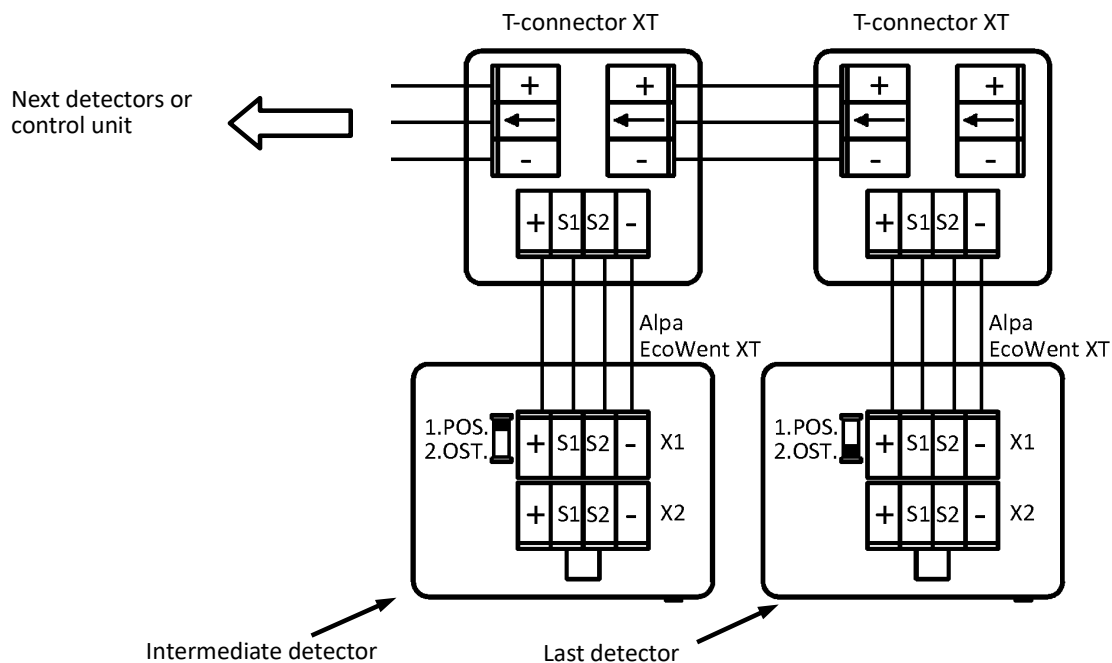 T-connector XT
T-connector XT
Next detectors or
control unit
+
+
+
+
-
-
-
-
+ S1 S2 -
+ S1 S2 -
Alpa
EcoWent XT
Alpa
EcoWent XT
1.POS.
2.OST.
+ S1 S2 - X1
+ S1 S2 - X2
1.POS.
2.OST.
+ S1 S2 - X1
+ S1 S2 - X2
Intermediate detector
Last detector